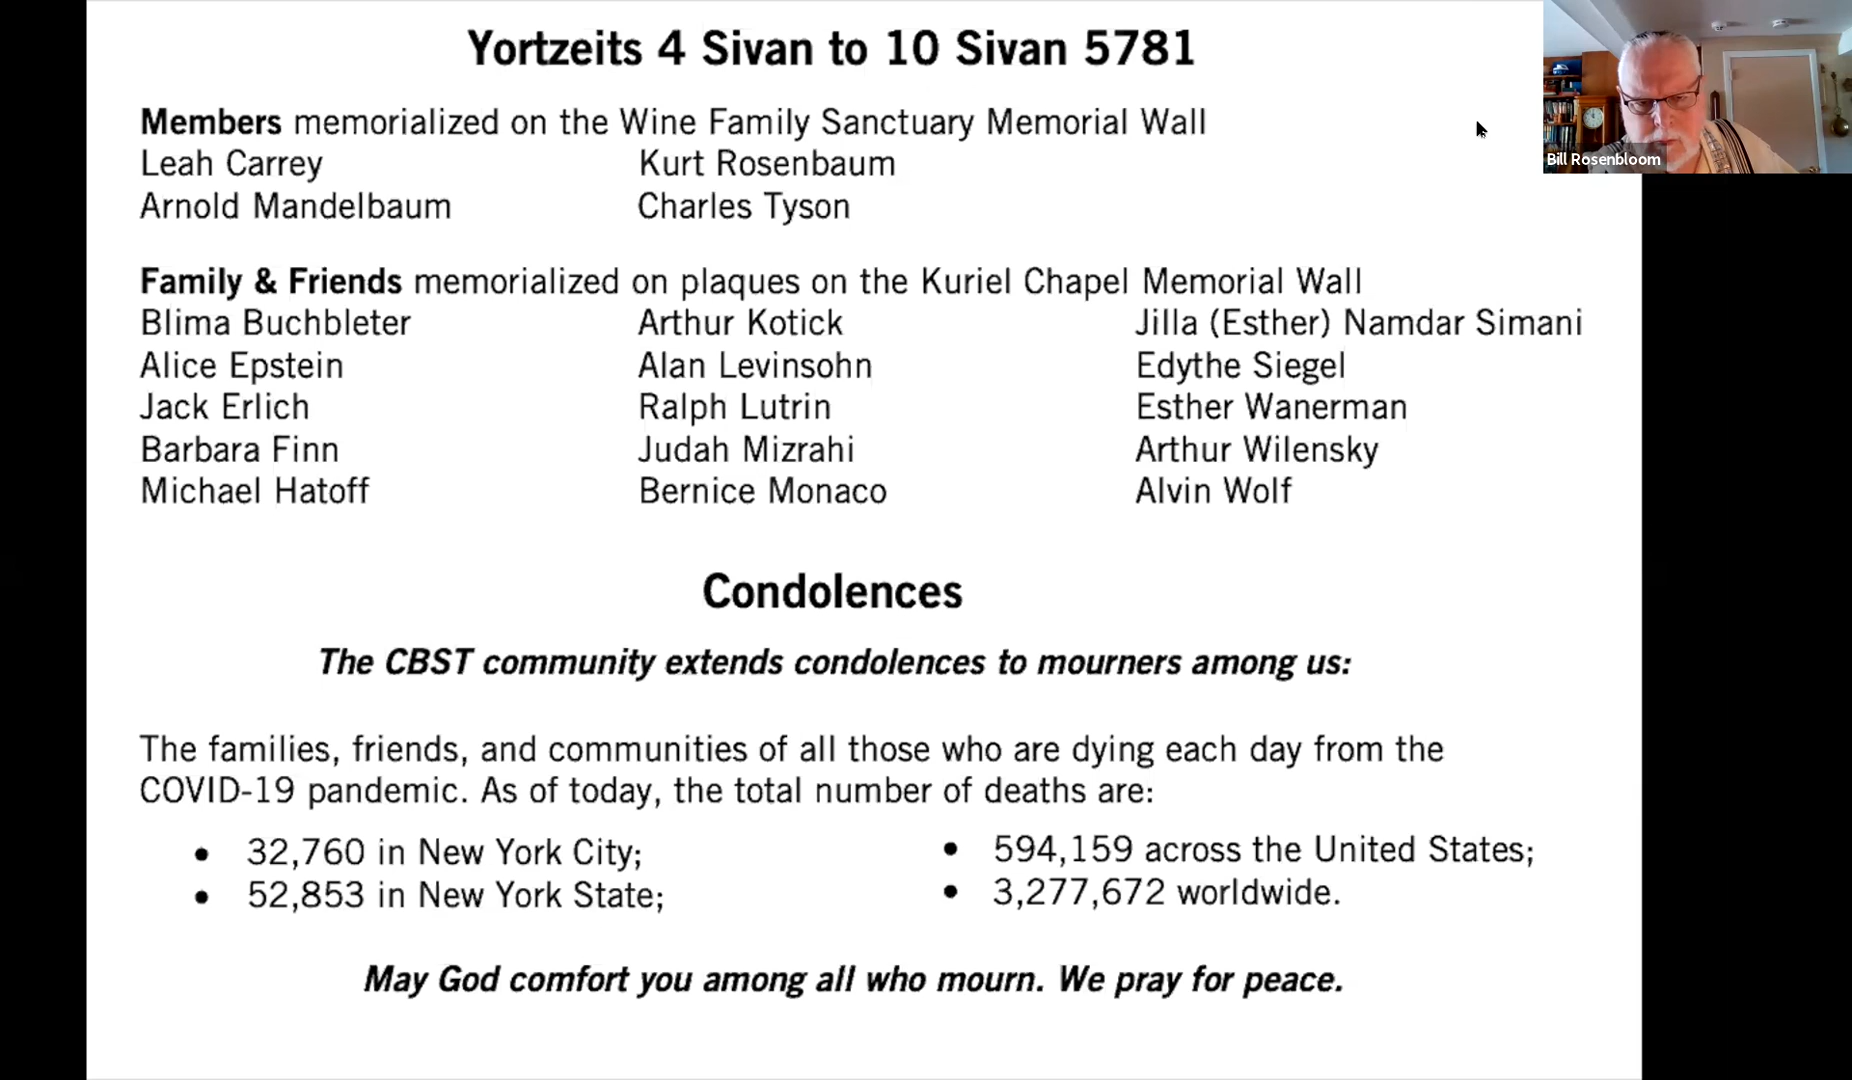 Yortzeits 4 Sivan to 10 Sivan 5781
Members memorialized on the Wine Family Sanctuary Memorial Wall
Leah Carrey Kurt Rosenbaum
Arnold Mandelbaum Charles Tyson
Family & Friends memorialized on plaques on the Kuriel Chapel Memorial Wall
Blima Buchbleter Arthur Kotick Jilla (Esther) Namdar Simani
Alice Epstein Alan Levinsohn Edythe Siegel
Jack Erlich Ralph Lutrin Esther Wanerman
Barbara Finn Judah Mizrahi Arthur Wilensky
Michael Hatoff Bernice Monaco Alvin Wolf
Condolences
The CBST community extends condolences to mourners among us:
The families, friends, and communities of all those who are dying each day from the
COVID-19 pandemic. As of today, the total number of deaths are:
• 32,760 in New York City; • 594,159 across the United States;
• 52,853 in New York State; • 3,277,672 worldwide.
May God comfort you among all who mourn. We pray for peace.
Bill Rosenbloom